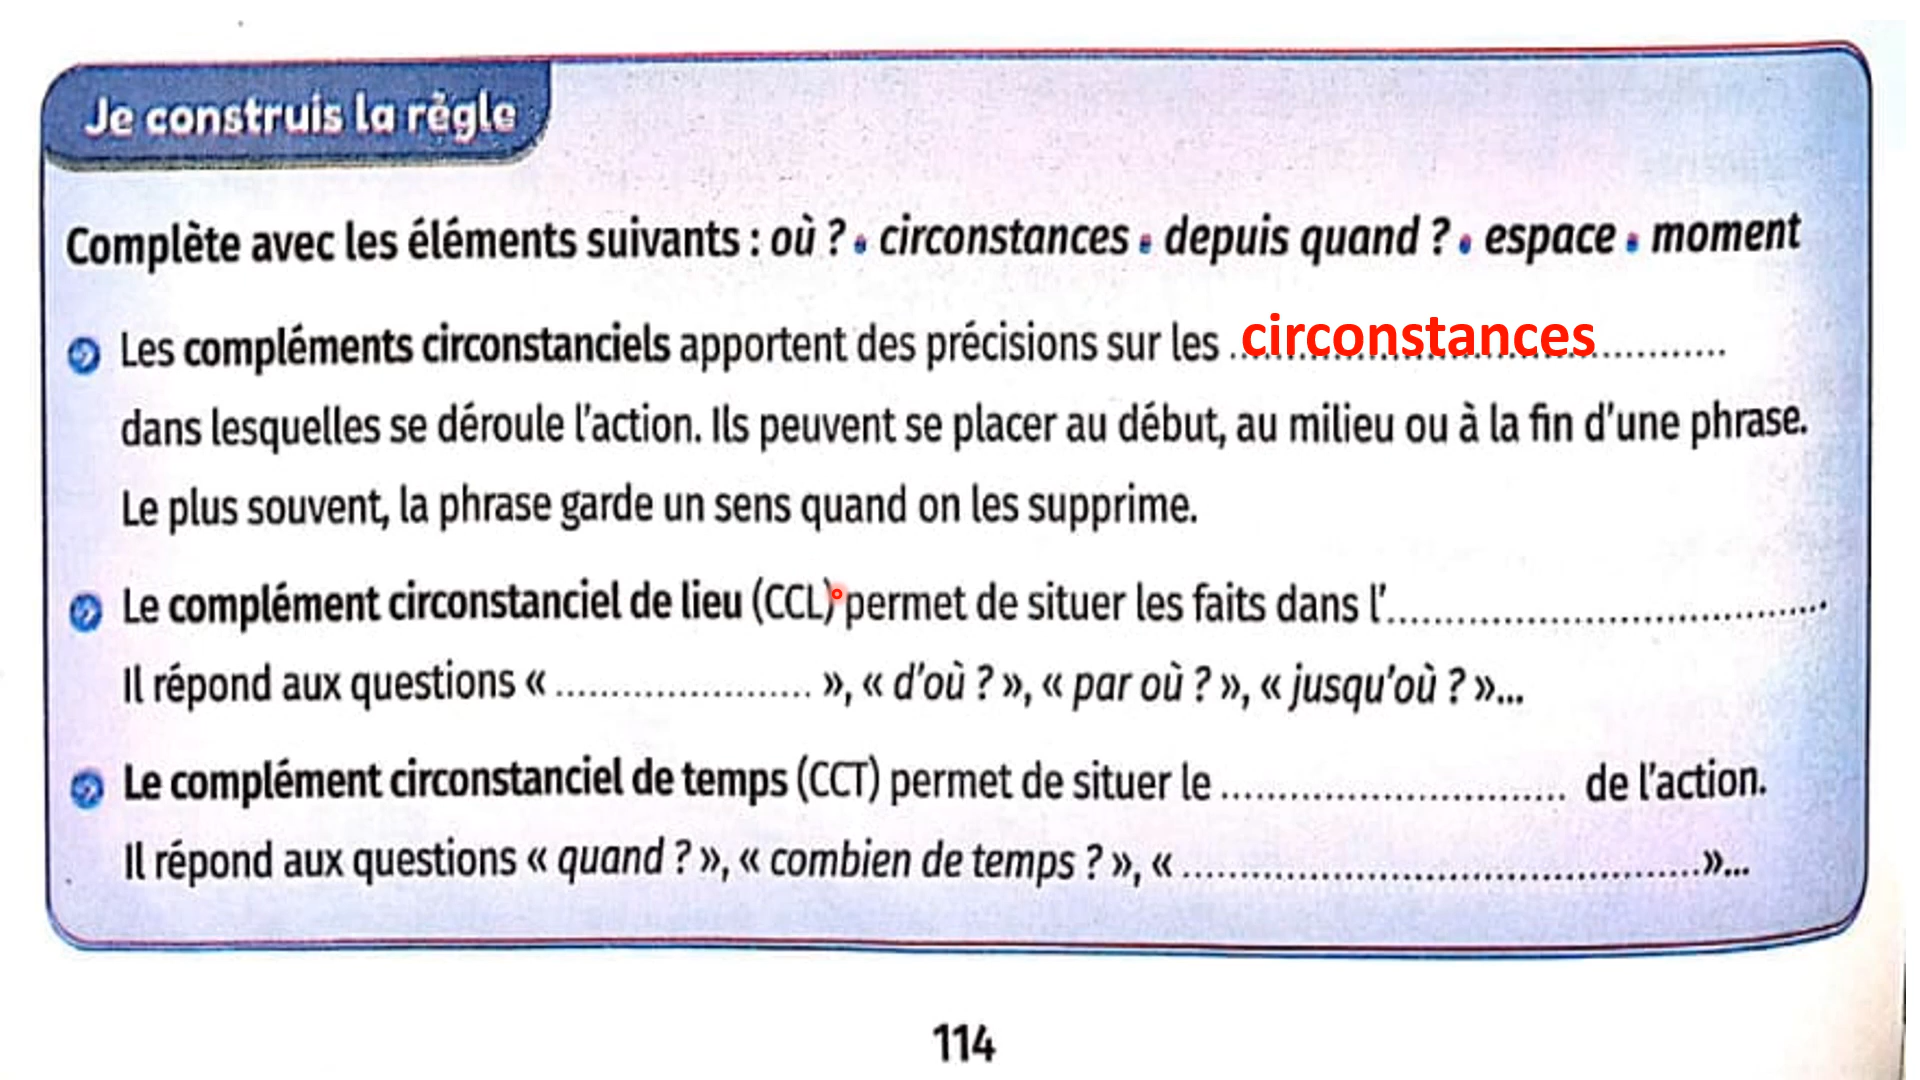 Je construis la règle
Complète avec les éléments suivants : où ? • circonstances • depuis quand ? • espace • moment
Les compléments circonstanciels apportent des précisions sur les circonstances
dans lesquelles se déroule l'action. Ils peuvent se placer au début, au milieu ou à la fin d'une phrase.
Le plus souvent, la phrase garde un sens quand on les supprime.
Le complément circonstanciel de lieu (CCL) permet de situer les faits dans l'..............................
Il répond aux questions « ...................... », « d'où ? », « par où ? », « jusqu'où ? »...
Le complément circonstanciel de temps (CCT) permet de situer le .............................. de l'action.
Il répond aux questions « quand ? », « combien de temps ? », « ............................................. »...
114